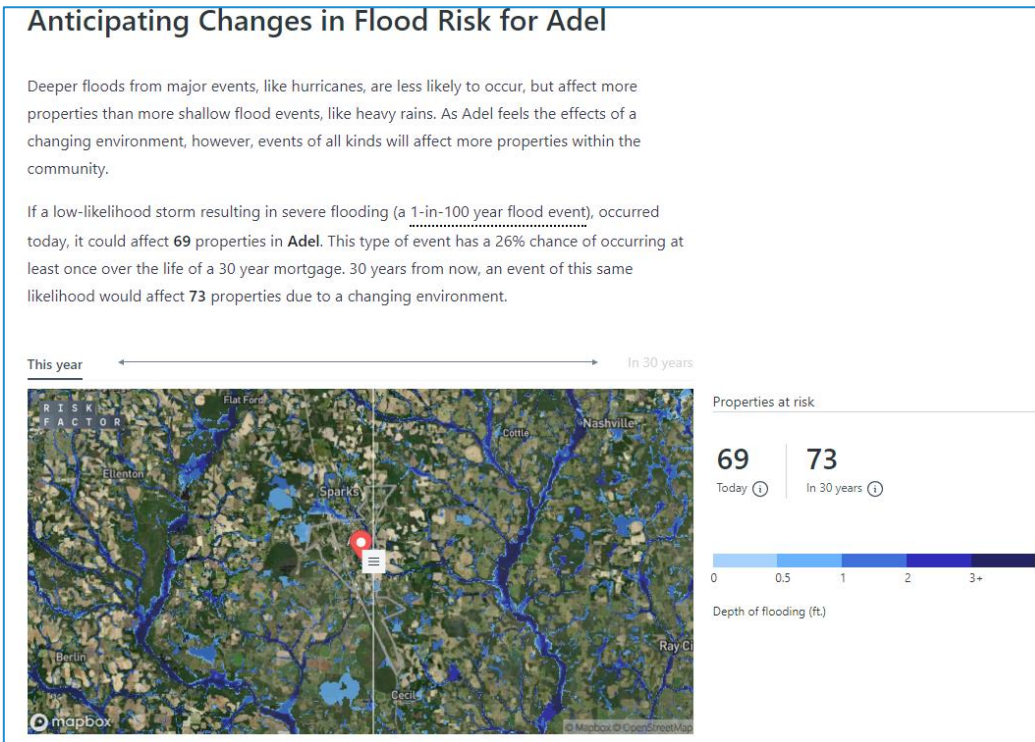 Anticipating Changes in Flood Risk for Adel
Deeper floods from major events, like hurricanes, are less likely to occur, but affect more
properties than more shallow flood events, like heavy rains. As Adel feels the effects of a
changing environment, however, events of all kinds will affect more properties within the
community.
If a low-likelihood storm resulting in severe flooding (a 1-in-100 year flood event), occurred
today, it could affect 69 properties in Adel. This type of event has a 26% chance of occurring at
least once over the life of a 30 year mortgage. 30 years from now, an event of this same
likelihood would affect 73 properties due to a changing environment.
This year
In 30 years
RISK
FACTOR
Flat Ford
Cottle
Nashville
Ellenton
Sparks
Berlin
Ray Ci
Cecil
mapbox
© Mapbox © OpenStreetMap
Properties at risk
69
73
Today
In 30 years
0 0.5 1 2 3+
Depth of flooding (ft.)